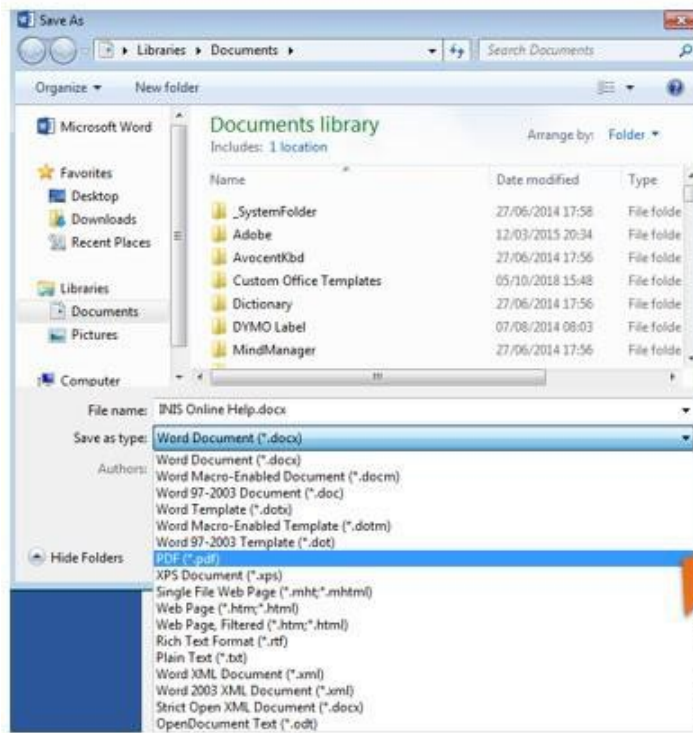 Save As
Libraries Documents
Search Documents
Organize New folder
Microsoft Word
Favorites
Desktop
Downloads
Recent Places
Libraries
Documents
Pictures
Computer
Documents library
Includes: 1 location
Arrange by: Folder
Name Date modified Type
_SystemFolder 27/06/2014 17:58 File folde
Adobe 12/03/2015 20:34 File folde
AvocentKbd 27/06/2014 17:56 File folde
Custom Office Templates 05/10/2018 15:48 File folde
Dictionary 27/06/2014 17:56 File folde
DYMO Label 07/08/2014 08:03 File folde
MindManager 27/06/2014 17:56 File folde
File name: INIS Online Help.docx
Save as type: Word Document (*.docx)
Authors:
Word Document (*.docx)
Word Macro-Enabled Document (*.docm)
Word 97-2003 Document (*.doc)
Word Template (*.dotx)
Word Macro-Enabled Template (*.dotm)
Word 97-2003 Template (*.dot)
Hide Folders
PDF (*.pdf)
XPS Document (*.xps)
Single File Web Page (*.mht;*.mhtml)
Web Page (*.htm;*.html)
Web Page, Filtered (*.htm;*.html)
Rich Text Format (*.rtf)
Plain Text (*.txt)
Word XML Document (*.xml)
Word 2003 XML Document (*.xml)
Strict Open XML Document (*.docx)
OpenDocument Text (*.odt)